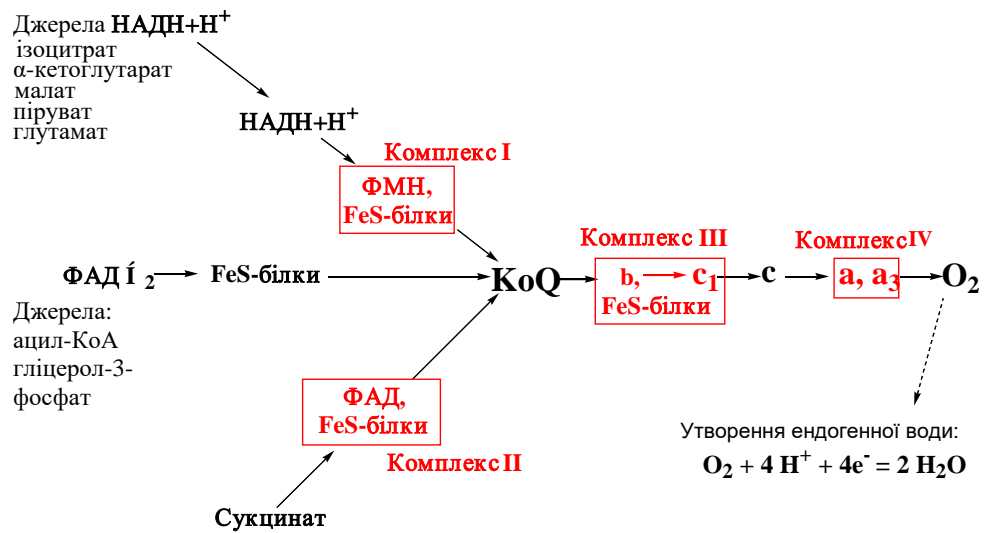 Джерела НАДН+Н⁺
ізоцитрат
α-кетоглутарат
малат
піруват
глутамат
НАДН+Н⁺
Комплекс I
ФМН,
FeS-білки
ФАД Í ₂
FeS-білки
KoQ
Комплекс III
b, c₁
FeS-білки
c
Комплекс IV
a, a₃
O₂
Джерела:
ацил-КоА
гліцерол-3-
фосфат
ФАД,
FeS-білки
Комплекс II
Сукцинат
Утворення ендогенної води:
O₂ + 4 H⁺ + 4e⁻ = 2 H₂O